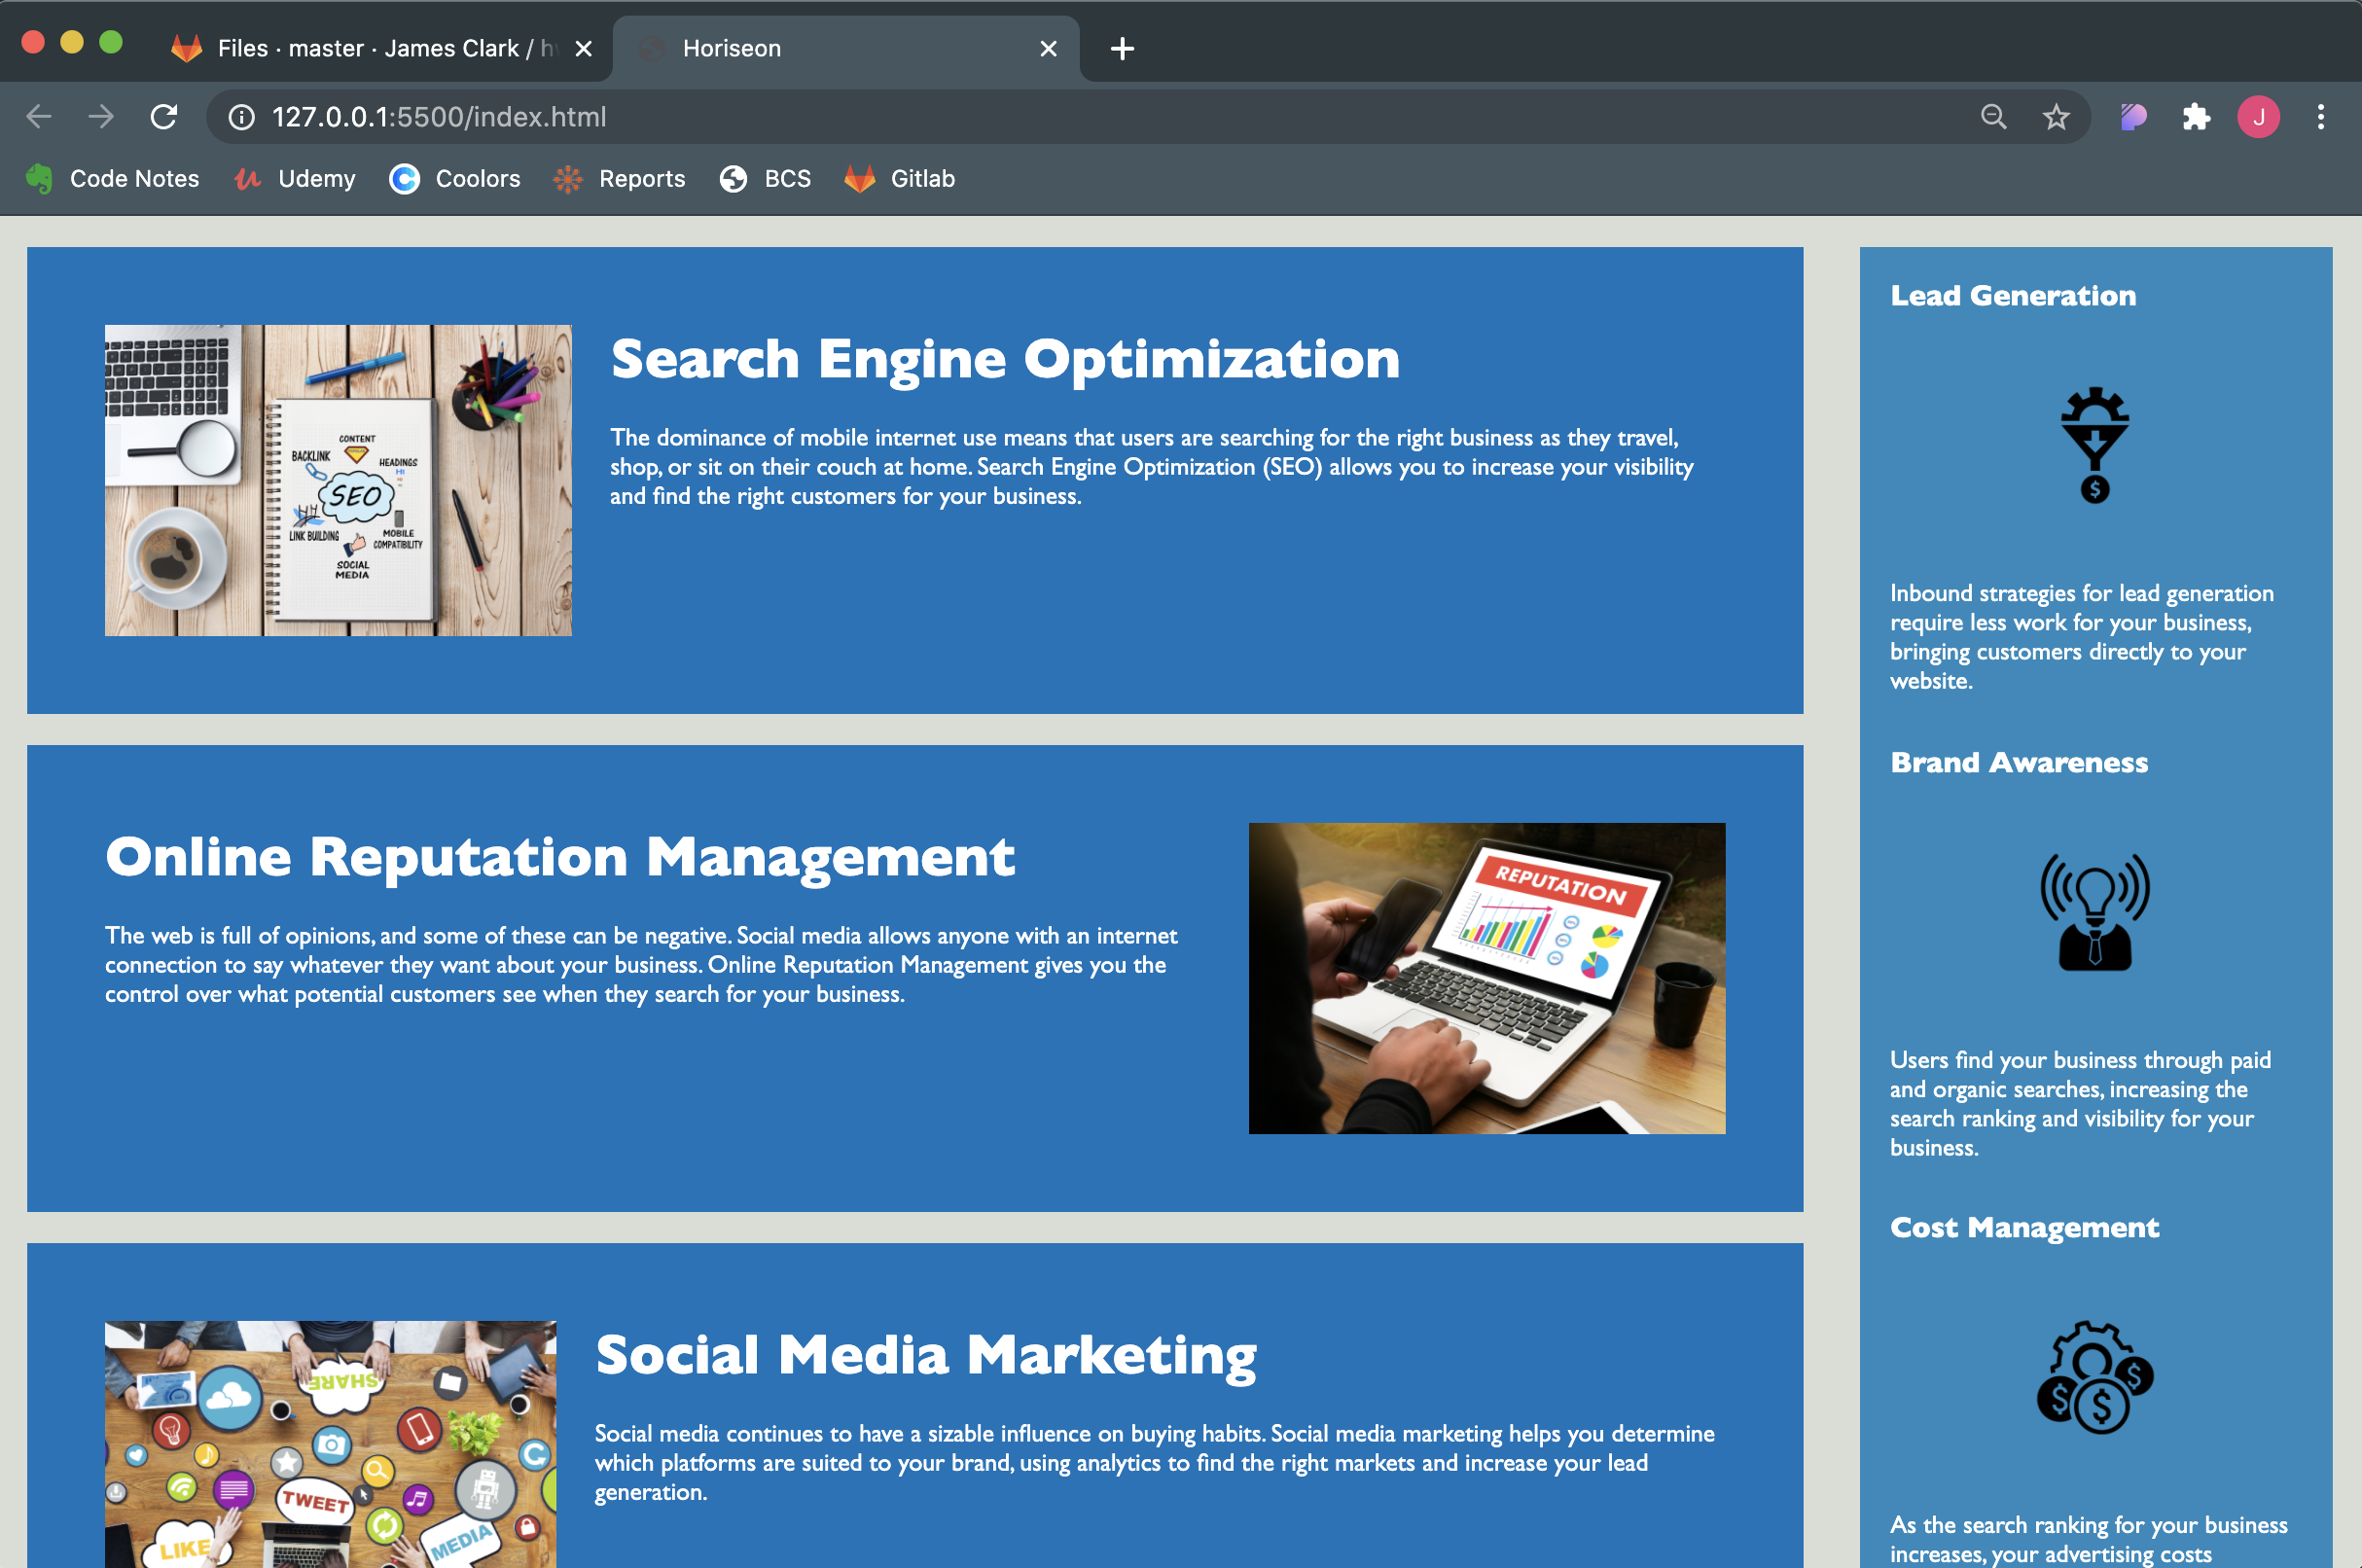 Files · master · James Clark /
Horiseon
127.0.0.1:5500/index.html
J
Code Notes
Udemy
Coolors
Reports
BCS
Gitlab
Search Engine Optimization
The dominance of mobile internet use means that users are searching for the right business as they travel,
shop, or sit on their couch at home. Search Engine Optimization (SEO) allows you to increase your visibility
and find the right customers for your business.
CONTENT
BACKLINK
HEADINGS
SEO
LINK BUILDING
MOBILE
COMPATIBILITY
SOCIAL
MEDIA
Online Reputation Management
The web is full of opinions, and some of these can be negative. Social media allows anyone with an internet
connection to say whatever they want about your business. Online Reputation Management gives you the
control over what potential customers see when they search for your business.
REPUTATION
Social Media Marketing
Social media continues to have a sizable influence on buying habits. Social media marketing helps you determine
which platforms are suited to your brand, using analytics to find the right markets and increase your lead
generation.
SHARE
TWEET
LIKE
MEDIA
Lead Generation
$
Inbound strategies for lead generation
require less work for your business,
bringing customers directly to your
website.
Brand Awareness
Users find your business through paid
and organic searches, increasing the
search ranking and visibility for your
business.
Cost Management
$ $ $
As the search ranking for your business
increases, your advertising costs